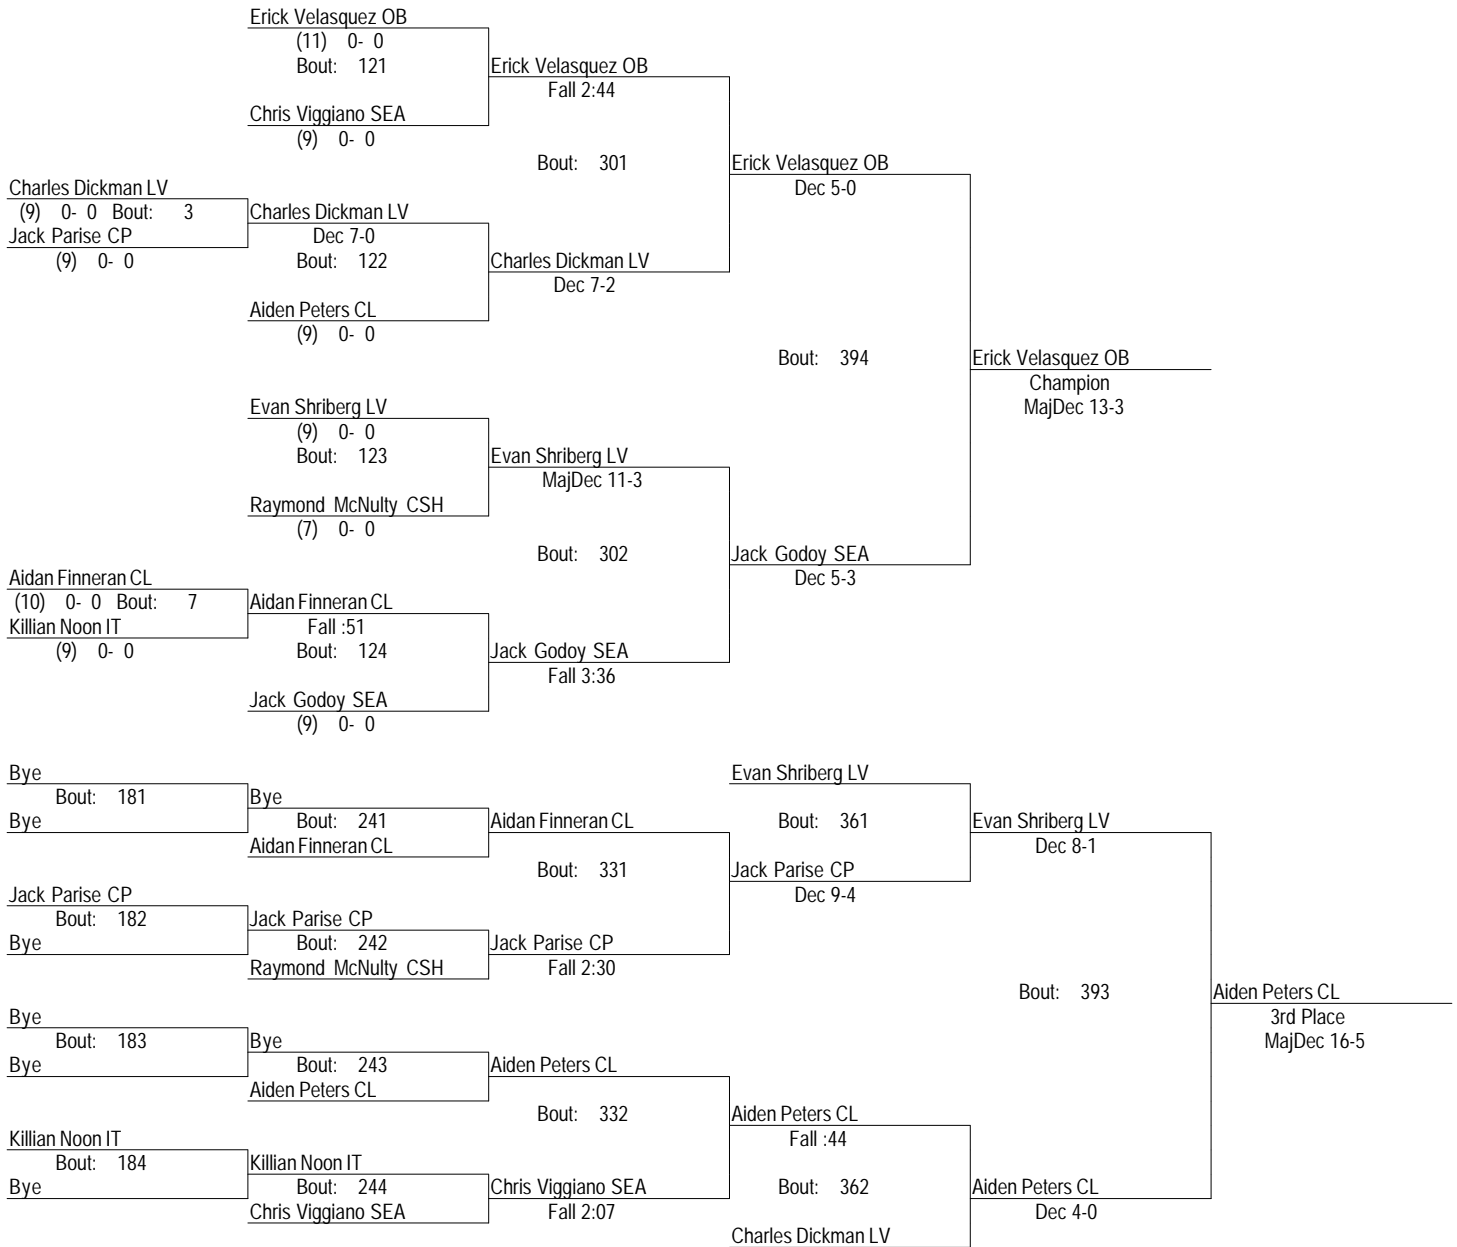 Erick Velasquez OB
(11) 0- 0
Bout: 121
Erick Velasquez OB
Fall 2:44
Chris Viggiano SEA
(9) 0- 0
Bout: 301
Erick Velasquez OB
Dec 5-0
Charles Dickman LV
(9) 0- 0 Bout: 3
Jack Parise CP
(9) 0- 0
Charles Dickman LV
Dec 7-0
Bout: 122
Charles Dickman LV
Dec 7-2
Aiden Peters CL
(9) 0- 0
Bout: 394
Erick Velasquez OB
Champion
MajDec 13-3
Evan Shriberg LV
(9) 0- 0
Bout: 123
Evan Shriberg LV
MajDec 11-3
Raymond McNulty CSH
(7) 0- 0
Bout: 302
Jack Godoy SEA
Dec 5-3
Aidan Finneran CL
(10) 0- 0 Bout: 7
Killian Noon IT
(9) 0- 0
Aidan Finneran CL
Fall :51
Bout: 124
Jack Godoy SEA
Fall 3:36
Jack Godoy SEA
(9) 0- 0
Bye
Bout: 181
Bye
Bye
Bout: 241
Aidan Finneran CL
Aidan Finneran CL
Bout: 331
Evan Shriberg LV
Bout: 361
Jack Parise CP
Dec 9-4
Evan Shriberg LV
Dec 8-1
Jack Parise CP
Bout: 182
Bye
Jack Parise CP
Bout: 242
Raymond McNulty CSH
Jack Parise CP
Fall 2:30
Bout: 393
Aiden Peters CL
3rd Place
MajDec 16-5
Bye
Bout: 183
Bye
Bye
Bout: 243
Aiden Peters CL
Aiden Peters CL
Bout: 332
Aiden Peters CL
Fall :44
Killian Noon IT
Bout: 184
Bye
Killian Noon IT
Bout: 244
Chris Viggiano SEA
Chris Viggiano SEA
Fall 2:07
Bout: 362
Charles Dickman LV
Aiden Peters CL
Dec 4-0